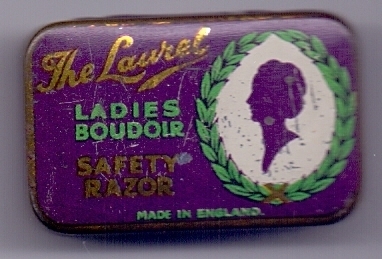 The Laurel
LADIES
BOUDOIR
SAFETY
RAZOR
MADE IN ENGLAND.